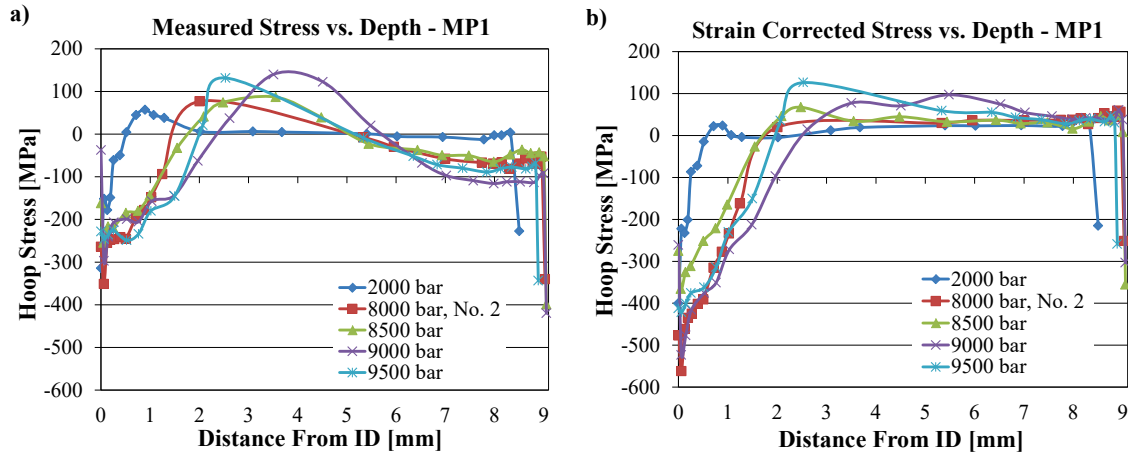 a)
Measured Stress vs. Depth - MP1
200
100
0
-100
-200
-300
-400
-500
-600
Hoop Stress [MPa]
2000 bar
8000 bar, No. 2
8500 bar
9000 bar
9500 bar
0 1 2 3 4 5 6 7 8 9
Distance From ID [mm]
b)
Strain Corrected Stress vs. Depth - MP1
200
100
0
-100
-200
-300
-400
-500
-600
Hoop Stress [MPa]
2000 bar
8000 bar, No. 2
8500 bar
9000 bar
9500 bar
0 1 2 3 4 5 6 7 8 9
Distance From ID [mm]